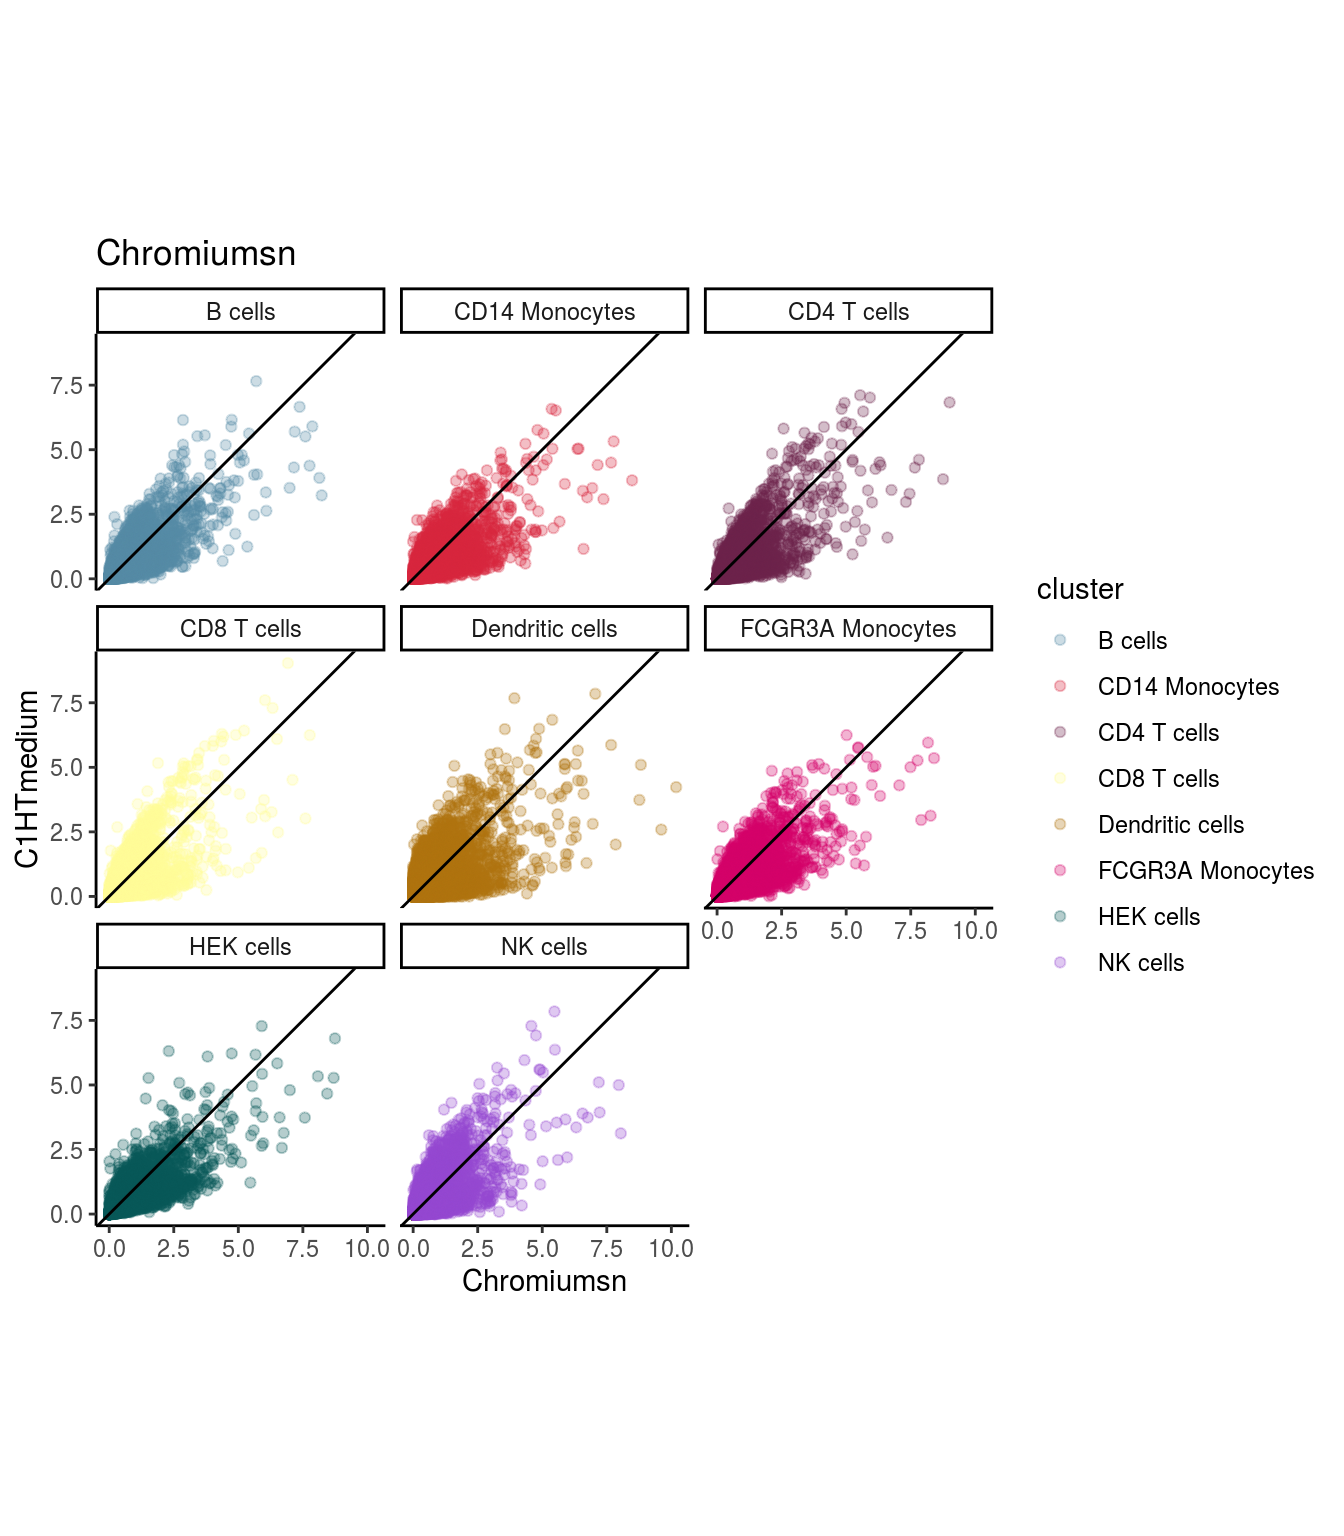 Chromiumsn
B cells
CD14 Monocytes
CD4 T cells
7.5
5.0
2.5
0.0
CD8 T cells
Dendritic cells
FCGR3A Monocytes
7.5
5.0
2.5
0.0
0.0 2.5 5.0 7.5 10.0
HEK cells
NK cells
7.5
5.0
2.5
0.0
0.0 2.5 5.0 7.5 10.0
0.0 2.5 5.0 7.5 10.0
Chromiumsn
C1HTmedium
cluster
B cells
CD14 Monocytes
CD4 T cells
CD8 T cells
Dendritic cells
FCGR3A Monocytes
HEK cells
NK cells